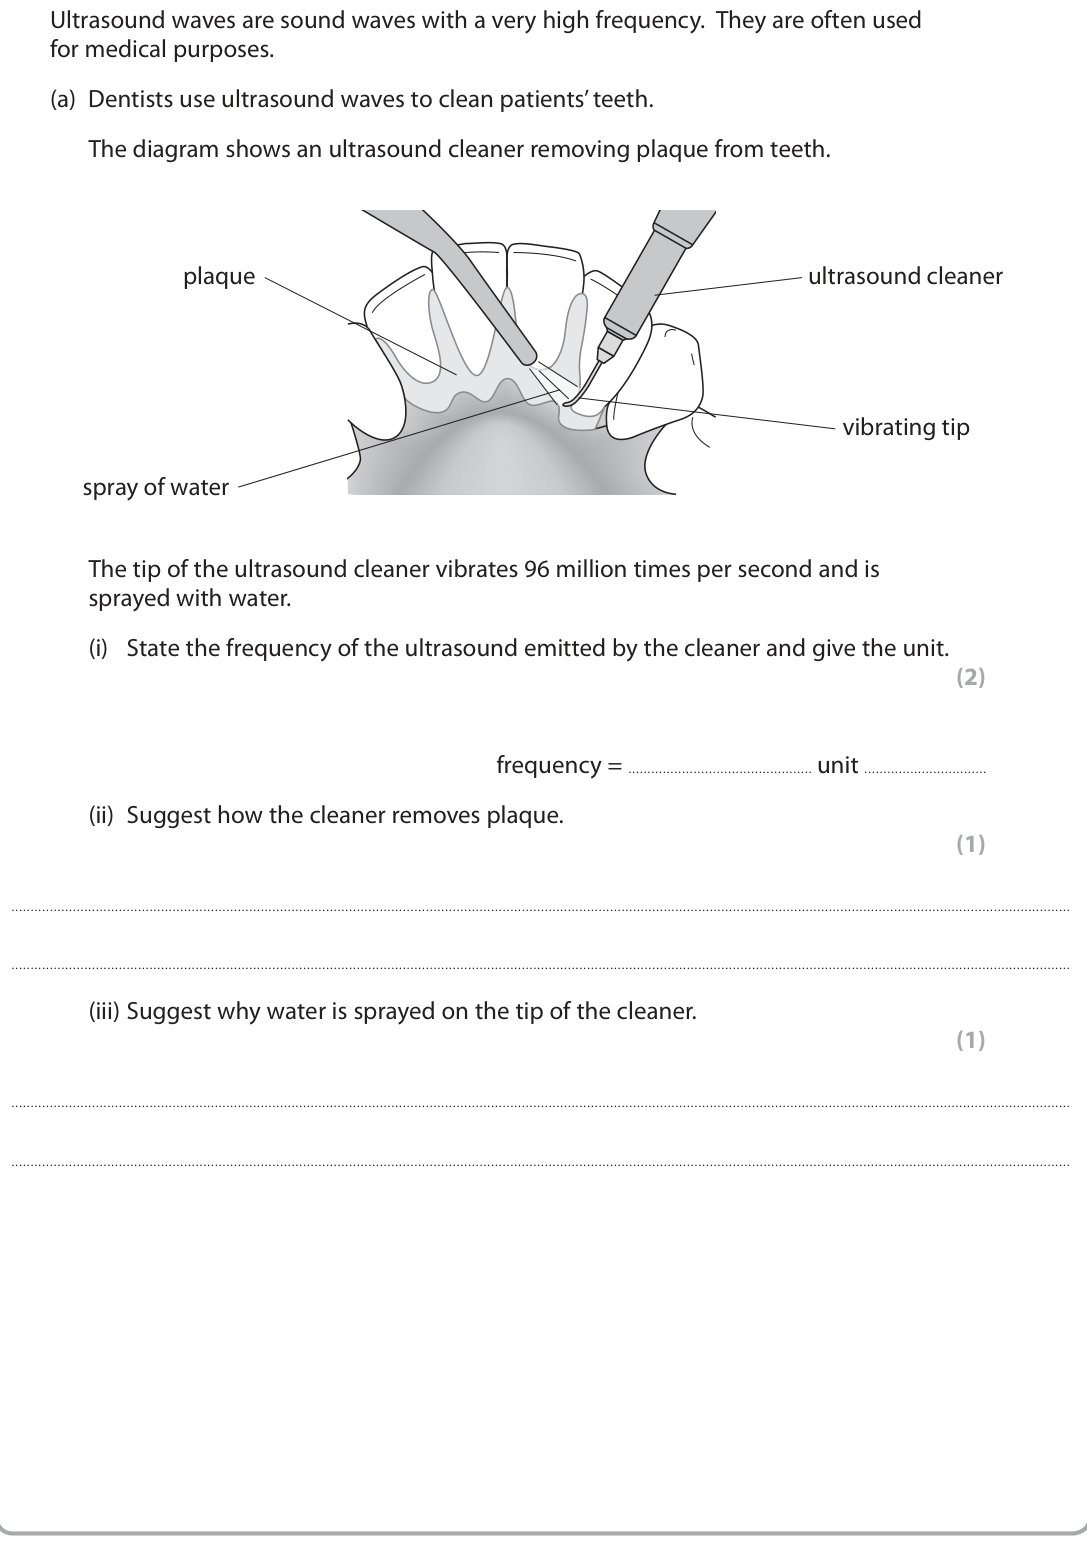 Ultrasound waves are sound waves with a very high frequency. They are often used
for medical purposes.
(a) Dentists use ultrasound waves to clean patients’ teeth.
The diagram shows an ultrasound cleaner removing plaque from teeth.
plaque
ultrasound cleaner
vibrating tip
spray of water
The tip of the ultrasound cleaner vibrates 96 million times per second and is
sprayed with water.
(i) State the frequency of the ultrasound emitted by the cleaner and give the unit.
(2)
frequency = ............................................... unit ...............................
(ii) Suggest how the cleaner removes plaque.
(1)
(iii) Suggest why water is sprayed on the tip of the cleaner.
(1)